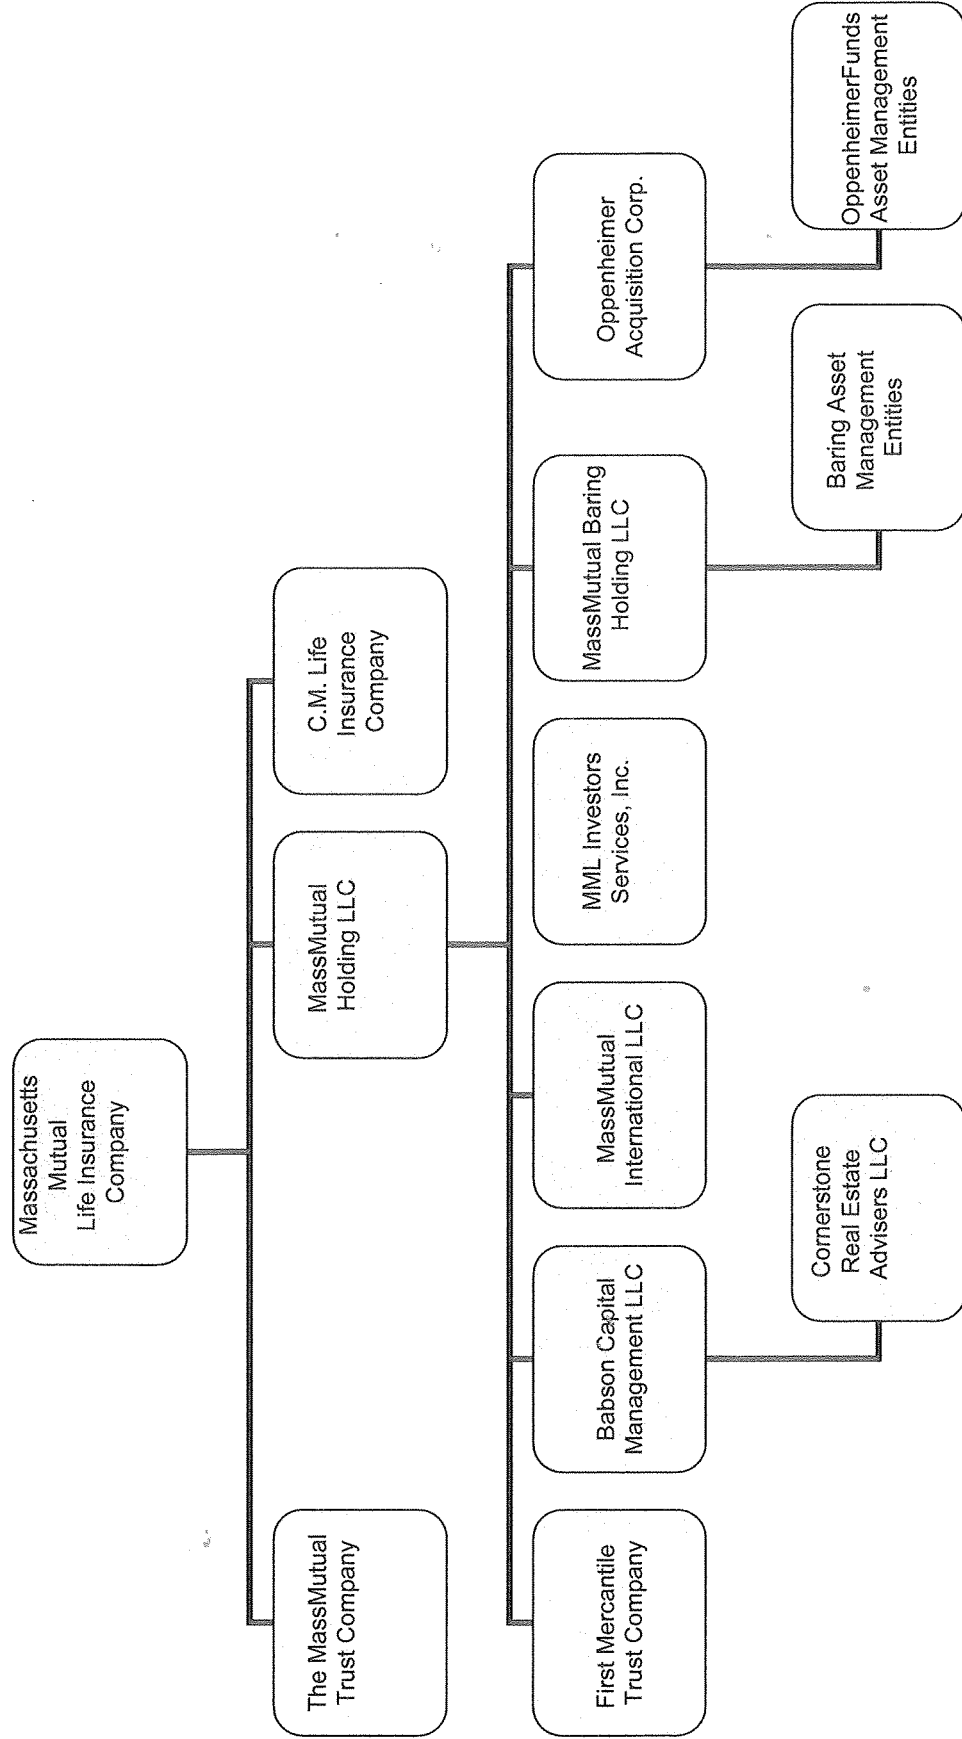 Massachusetts
Mutual
Life Insurance
Company
The MassMutual
Trust Company
MassMutual
Holding LLC
C.M. Life
Insurance
Company
First Mercantile
Trust Company
Babson Capital
Management LLC
MassMutual
International LLC
MML Investors
Services, Inc.
MassMutual Baring
Holding LLC
Oppenheimer
Acquisition Corp.
Cornerstone
Real Estate
Advisers LLC
Baring Asset
Management
Entities
OppenheimerFunds
Asset Management
Entities